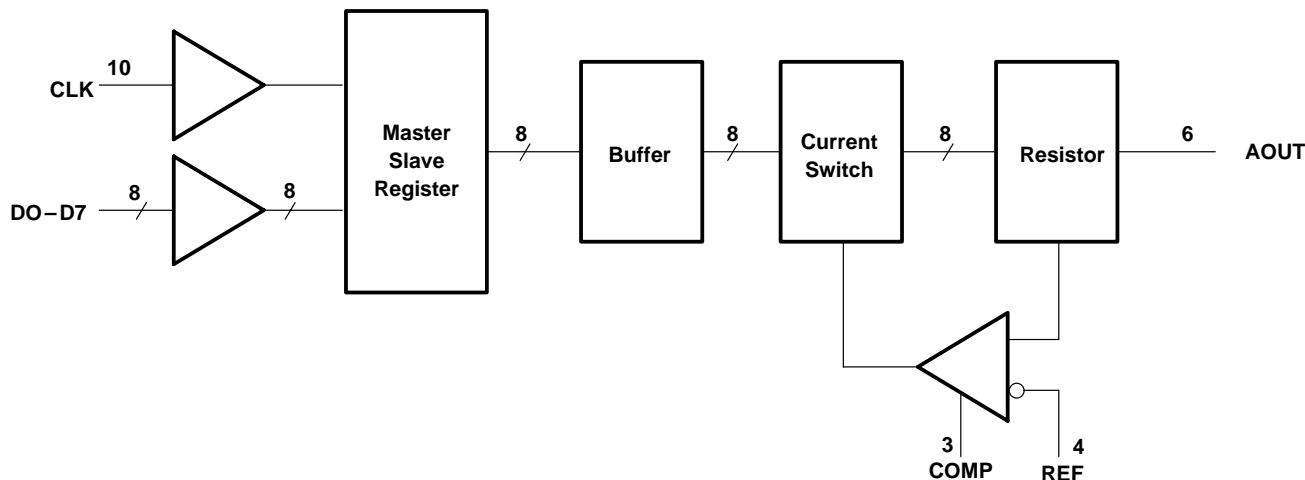 10
CLK
8
DO–D7
8
Master
Slave
Register
8
Buffer
8
Current
Switch
8
Resistor
6
AOUT
3
COMP
4
REF